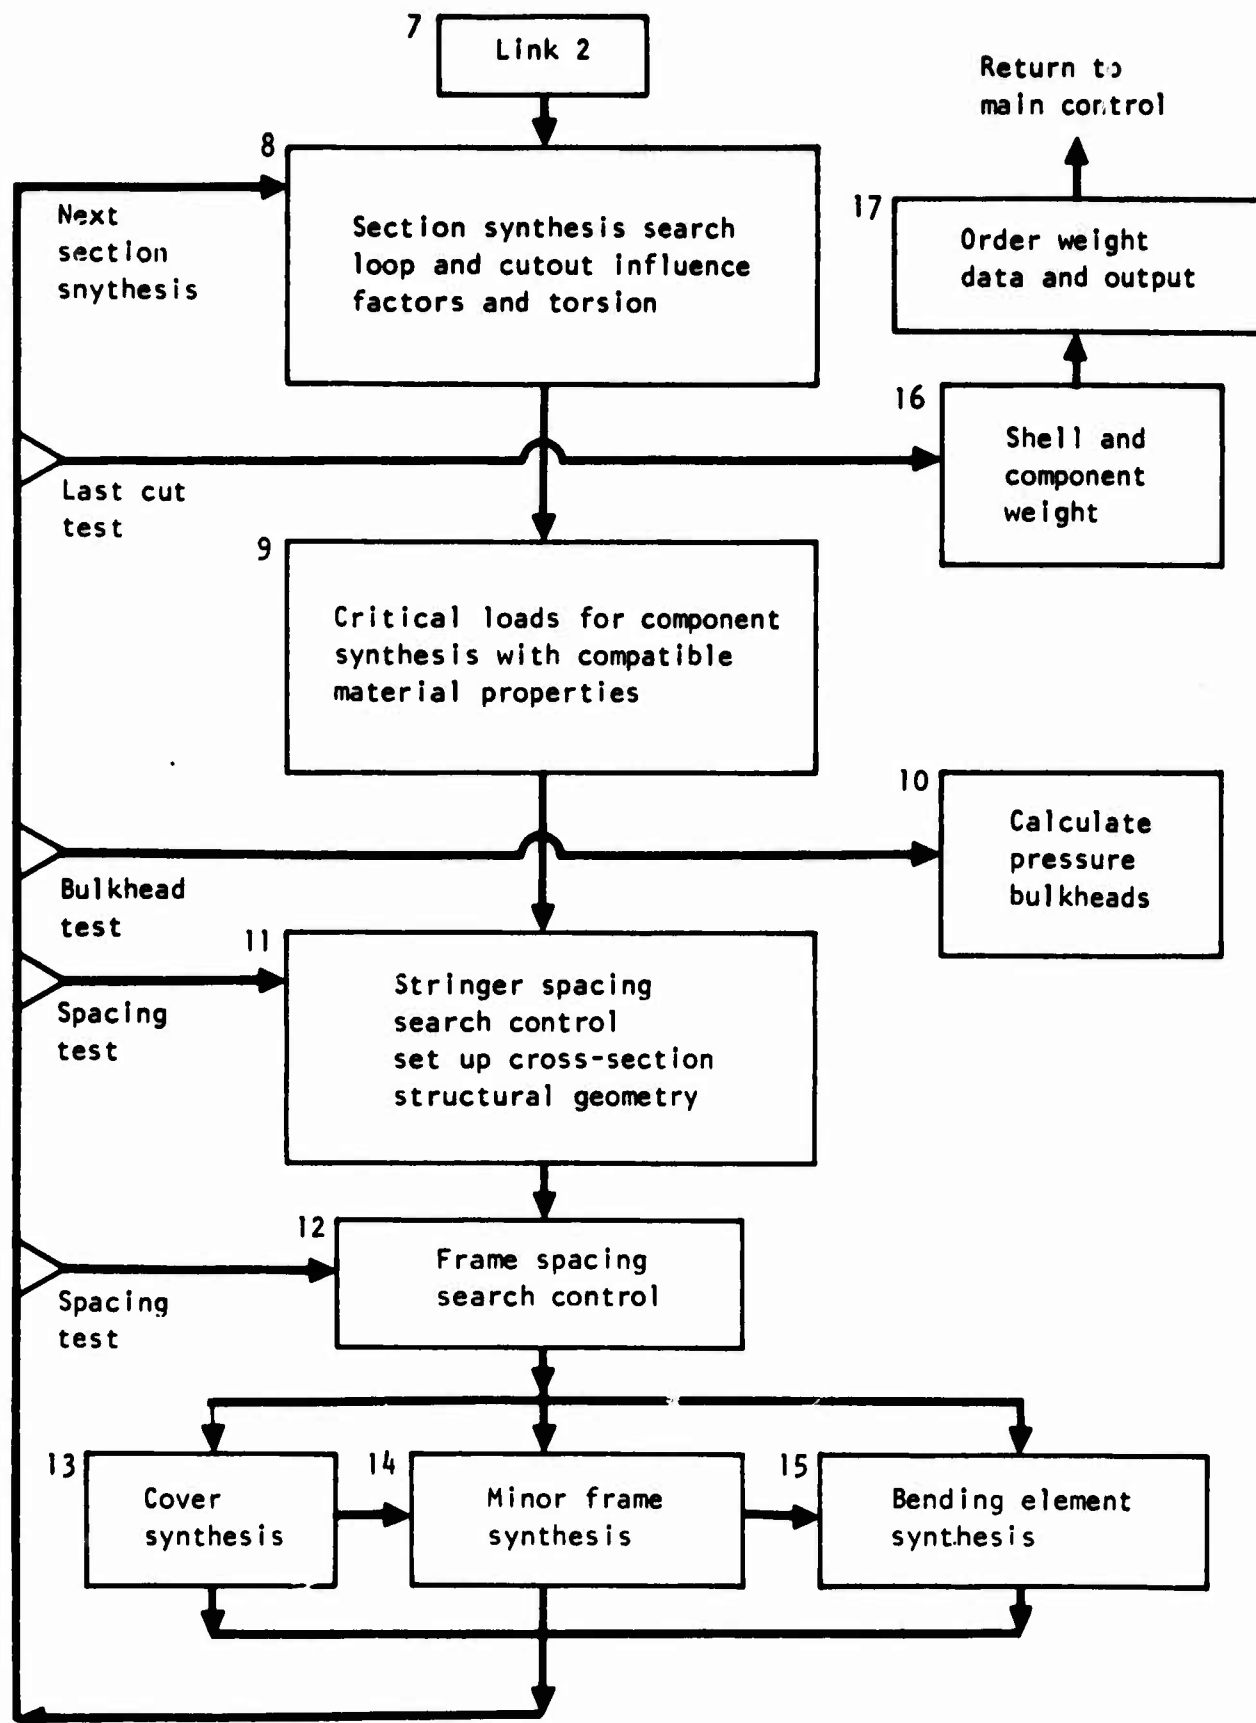 7
Link 2
Return to
main control
8
Next
section
snythesis
Section synthesis search
loop and cutout influence
factors and torsion
17
Order weight
data and output
16
Shell and
component
weight
Last cut
test
9
Critical loads for component
synthesis with compatible
material properties
10
Calculate
pressure
bulkheads
Bulkhead
test
11
Stringer spacing
search control
set up cross-section
structural geometry
Spacing
test
12
Frame spacing
search control
Spacing
test
13
Cover
synthesis
14
Minor frame
synthesis
15
Bending element
synthesis